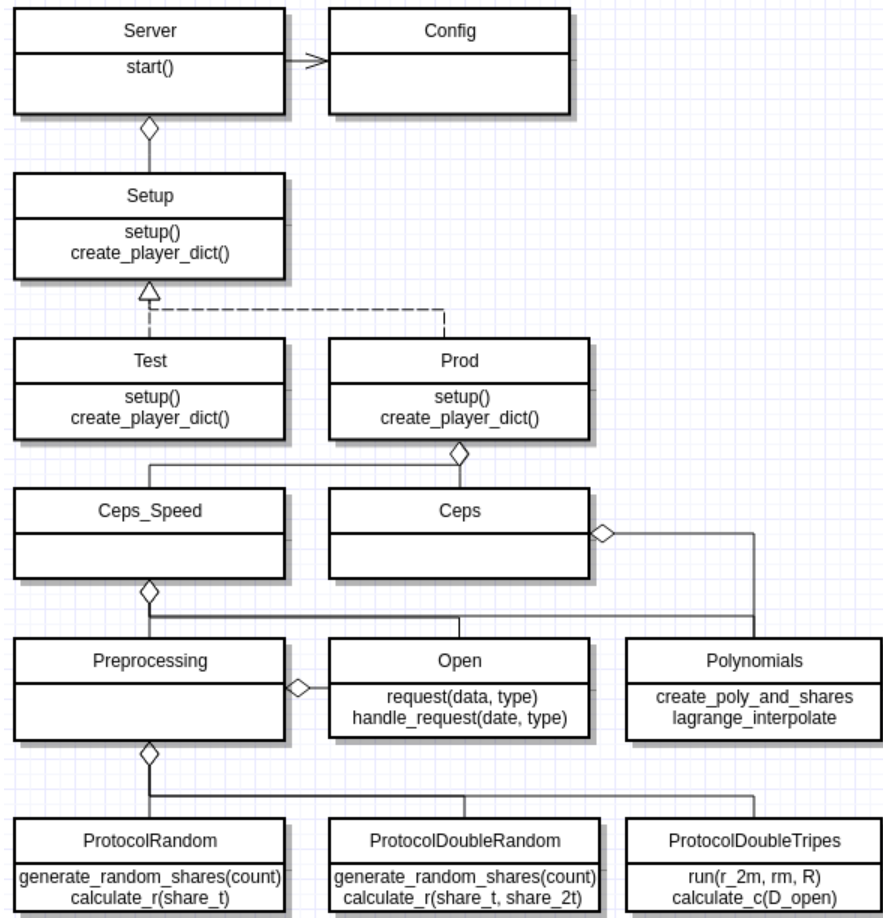 Server
start()
Config
Setup
setup()
create_player_dict()
Test
setup()
create_player_dict()
Prod
setup()
create_player_dict()
Ceps_Speed
Ceps
Preprocessing
Open
request(data, type)
handle_request(date, type)
Polynomials
create_poly_and_shares
lagrange_interpolate
ProtocolRandom
generate_random_shares(count)
calculate_r(share_t)
ProtocolDoubleRandom
generate_random_shares(count)
calculate_r(share_t, share_2t)
ProtocolDoubleTripes
run(r_2m, rm, R)
calculate_c(D_open)